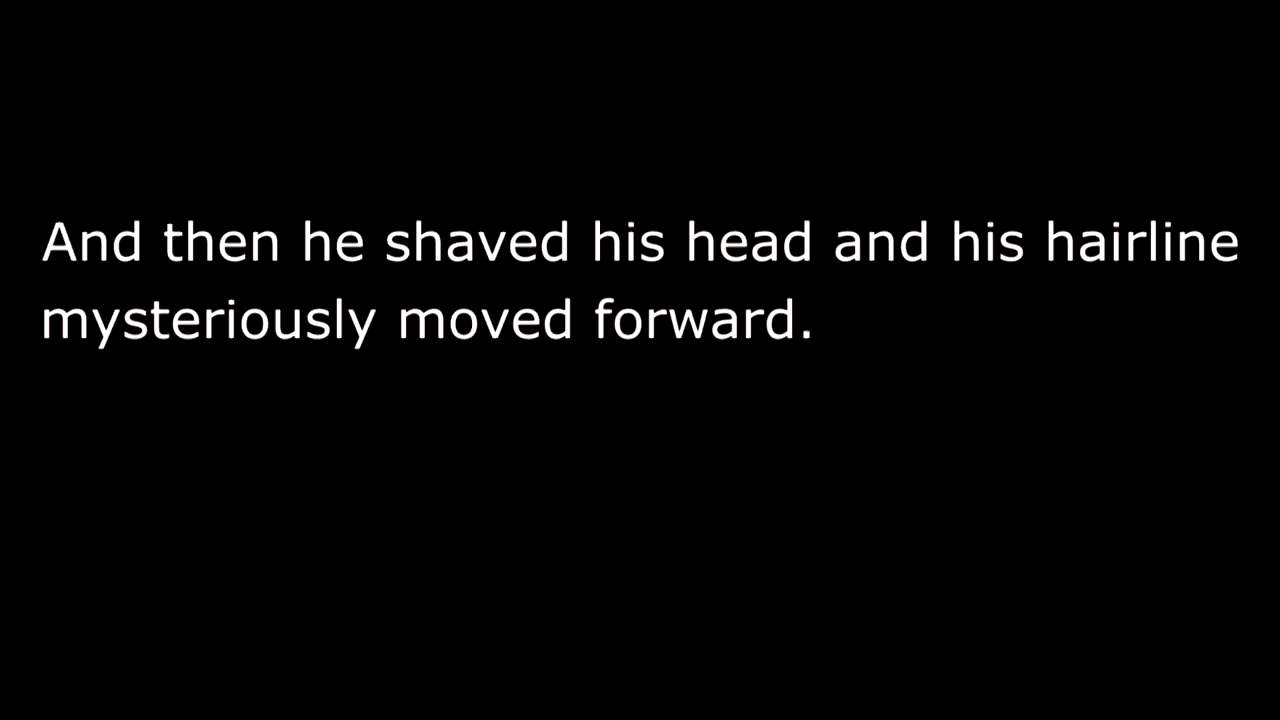 And then he shaved his head and his hairline
mysteriously moved forward.